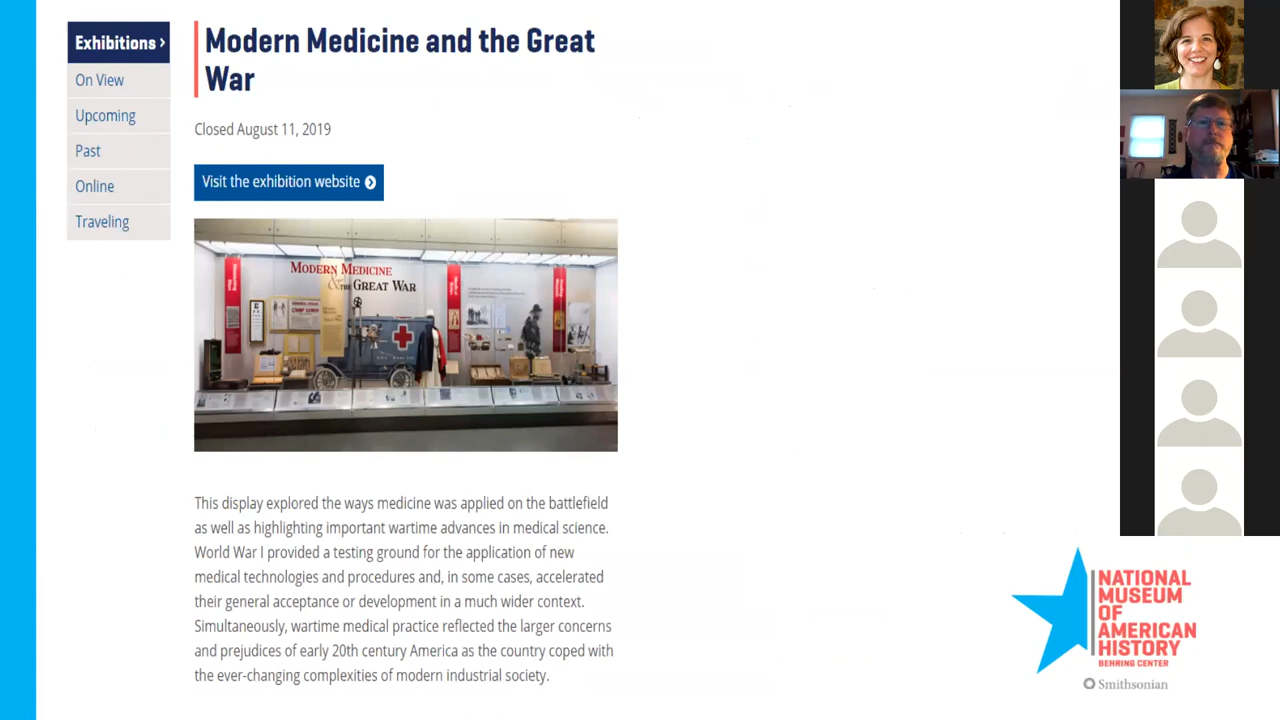 Exhibitions ›
On View
Upcoming
Past
Online
Traveling
Modern Medicine and the Great
War
Closed August 11, 2019
Visit the exhibition website
MODERN MEDICINE
& THE GREAT WAR
This display explored the ways medicine was applied on the battlefield
as well as highlighting important wartime advances in medical science.
World War I provided a testing ground for the application of new
medical technologies and procedures and, in some cases, accelerated
their general acceptance or development in a much wider context.
Simultaneously, wartime medical practice reflected the larger concerns
and prejudices of early 20th century America as the country coped with
the ever-changing complexities of modern industrial society.
NATIONAL
MUSEUM
OF
AMERICAN
HISTORY
BEHRING CENTER
Smithsonian